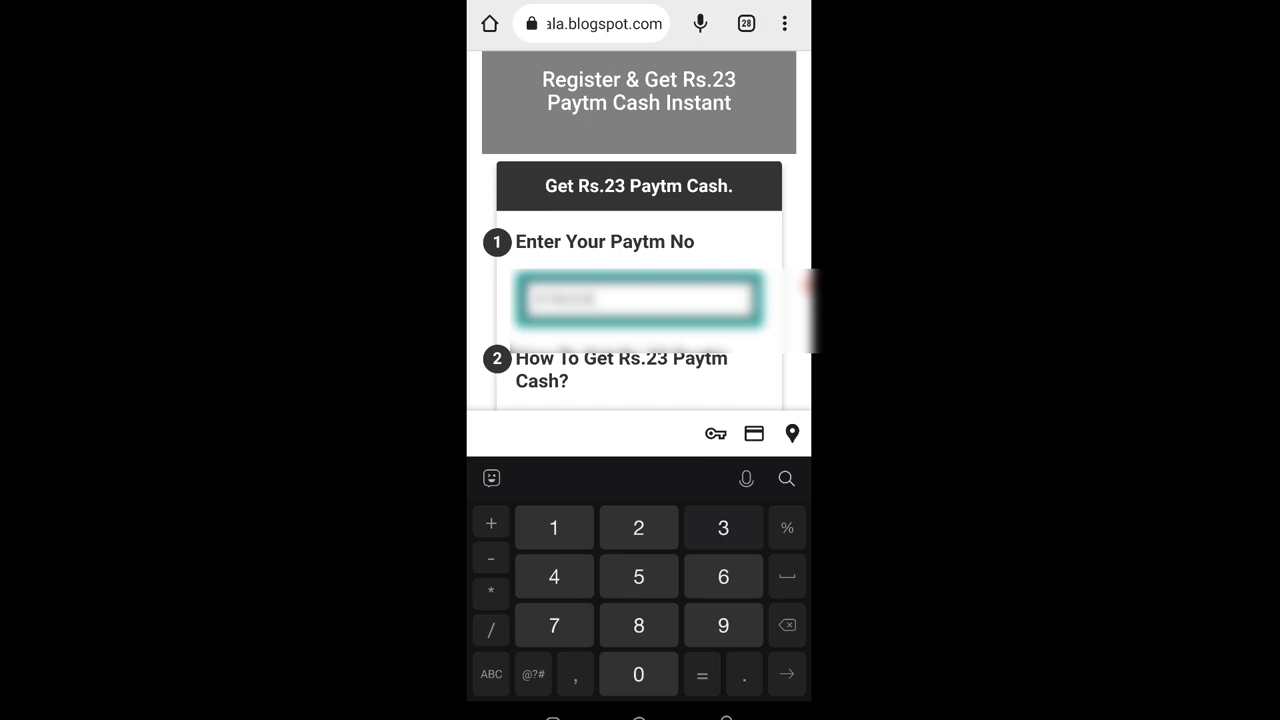 ala.blogspot.com
28
Register & Get Rs.23
Paytm Cash Instant
Get Rs.23 Paytm Cash.
1 Enter Your Paytm No
2 How To Get Rs.23 Paytm
Cash?
+ 1 2 3 %
- 4 5 6
* 7 8 9
/
ABC @?# , 0 = .